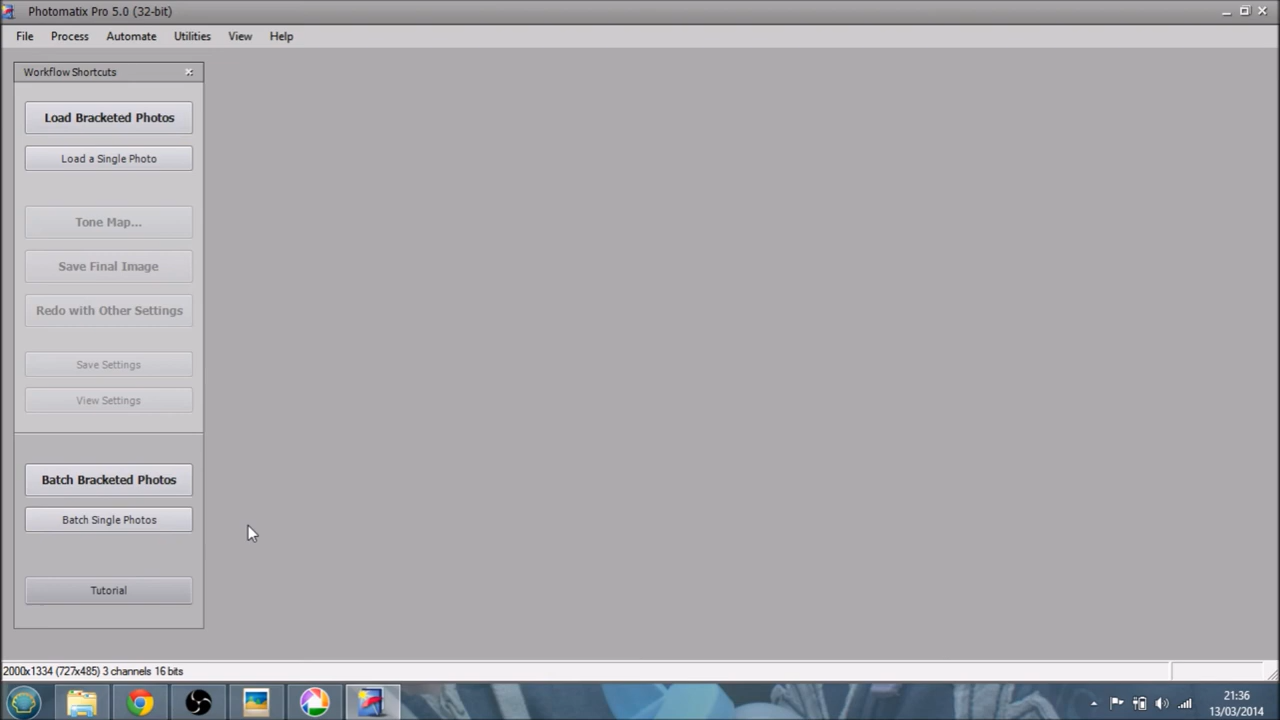 Photomatix Pro 5.0 (32-bit)
File Process Automate Utilities View Help
Workflow Shortcuts
Load Bracketed Photos
Load a Single Photo
Tone Map...
Save Final Image
Redo with Other Settings
Save Settings
View Settings
Batch Bracketed Photos
Batch Single Photos
Tutorial
2000x1334 (727x485) 3 channels 16 bits
21:36
13/03/2014